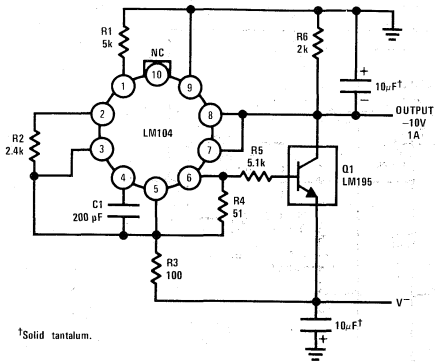 R1
5k
NC
10
1
9
R6
2k
+
10μF†
−
2
8
OUTPUT
−10V
1A
R2
2.4k
LM104
3
7
R5
5.1k
Q1
LM195
4
5
6
C1
200 pF
R4
51
R3
100
V−
10μF†
+
†Solid tantalum.